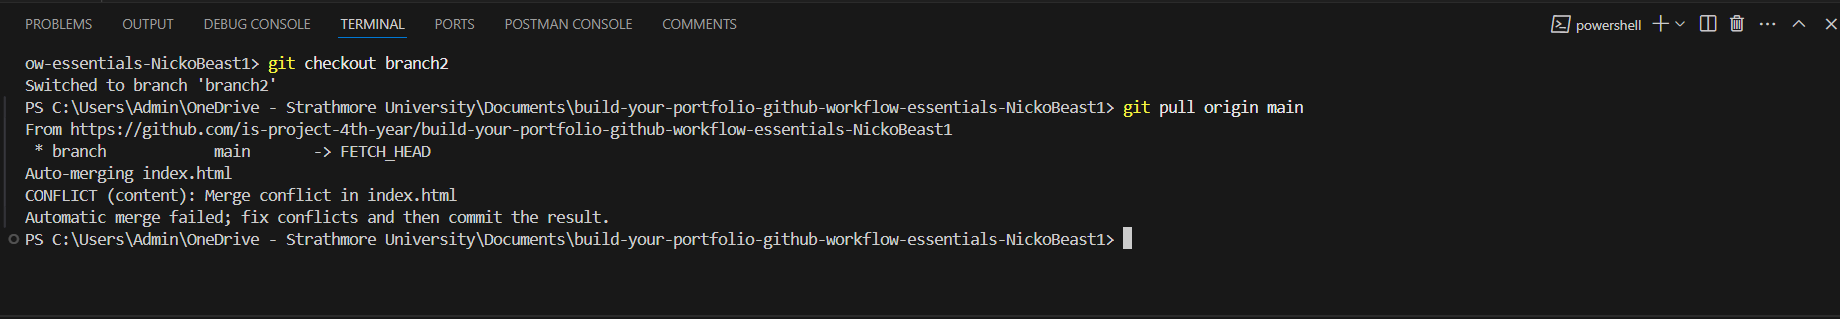 PROBLEMS OUTPUT DEBUG CONSOLE TERMINAL PORTS POSTMAN CONSOLE COMMENTS powershell
ow-essentials-NickoBeast1> git checkout branch2
Switched to branch 'branch2'
PS C:\Users\Admin\OneDrive - Strathmore University\Documents\build-your-portfolio-github-workflow-essentials-NickoBeast1> git pull origin main
From https://github.com/is-project-4th-year/build-your-portfolio-github-workflow-essentials-NickoBeast1
 * branch            main       -> FETCH_HEAD
Auto-merging index.html
CONFLICT (content): Merge conflict in index.html
Automatic merge failed; fix conflicts and then commit the result.
PS C:\Users\Admin\OneDrive - Strathmore University\Documents\build-your-portfolio-github-workflow-essentials-NickoBeast1>